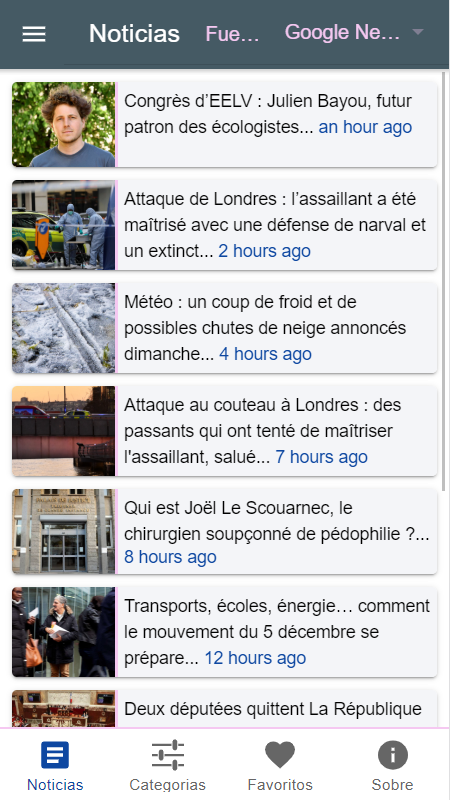 Noticias Fue... Google Ne...
Congrès d’EELV : Julien Bayou, futur
patron des écologistes... an hour ago
Attaque de Londres : l’assaillant a été
maîtrisé avec une défense de narval et
un extinct... 2 hours ago
Météo : un coup de froid et de
possibles chutes de neige annoncés
dimanche... 4 hours ago
Attaque au couteau à Londres : des
passants qui ont tenté de maîtriser
l'assaillant, salué... 7 hours ago
Qui est Joël Le Scouarnec, le
chirurgien soupçonné de pédophilie ?...
8 hours ago
Transports, écoles, énergie… comment
le mouvement du 5 décembre se
prépare... 12 hours ago
Deux députées quittent La République
Noticias Categorias Favoritos Sobre